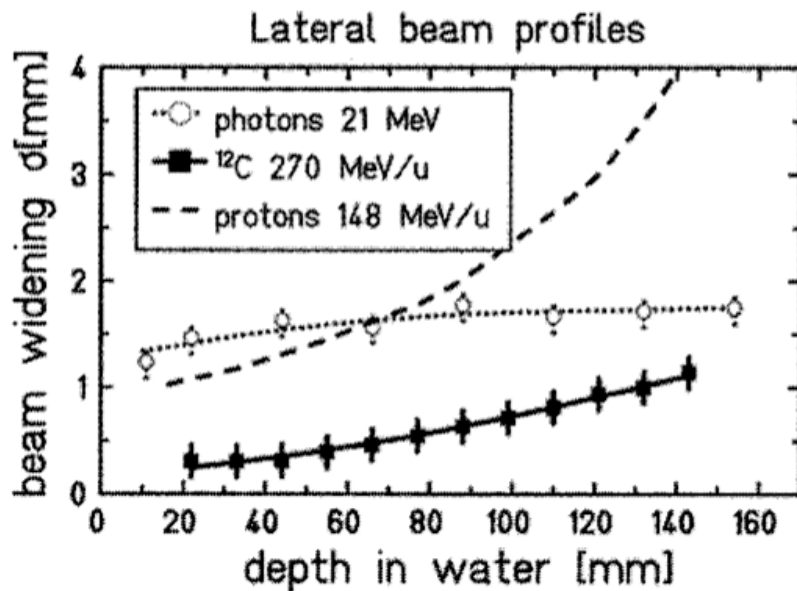 Lateral beam profiles
beam widening σ[mm]
4
3
2
1
0
photons 21 MeV
¹²C 270 MeV/u
protons 148 MeV/u
0 20 40 60 80 100 120 140 160
depth in water [mm]